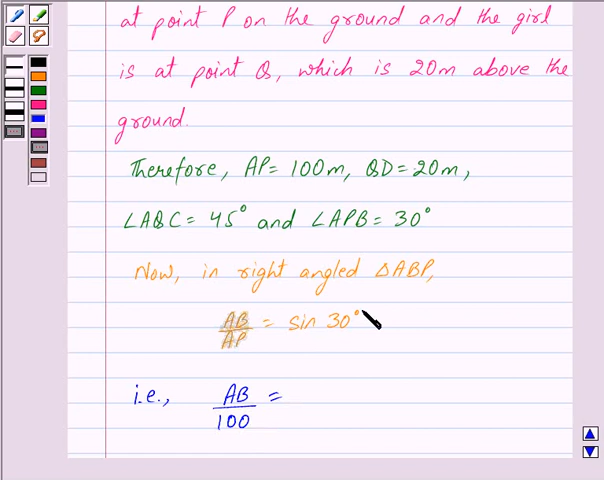 at point P on the ground and the girl
is at point Q, which is 20m above the
ground.
Therefore, AP = 100m, QD = 20m,
∠AQC = 45° and ∠APB = 30°
Now, in right angled △ABP,
AB/AP = sin 30°
i.e., AB/100 =